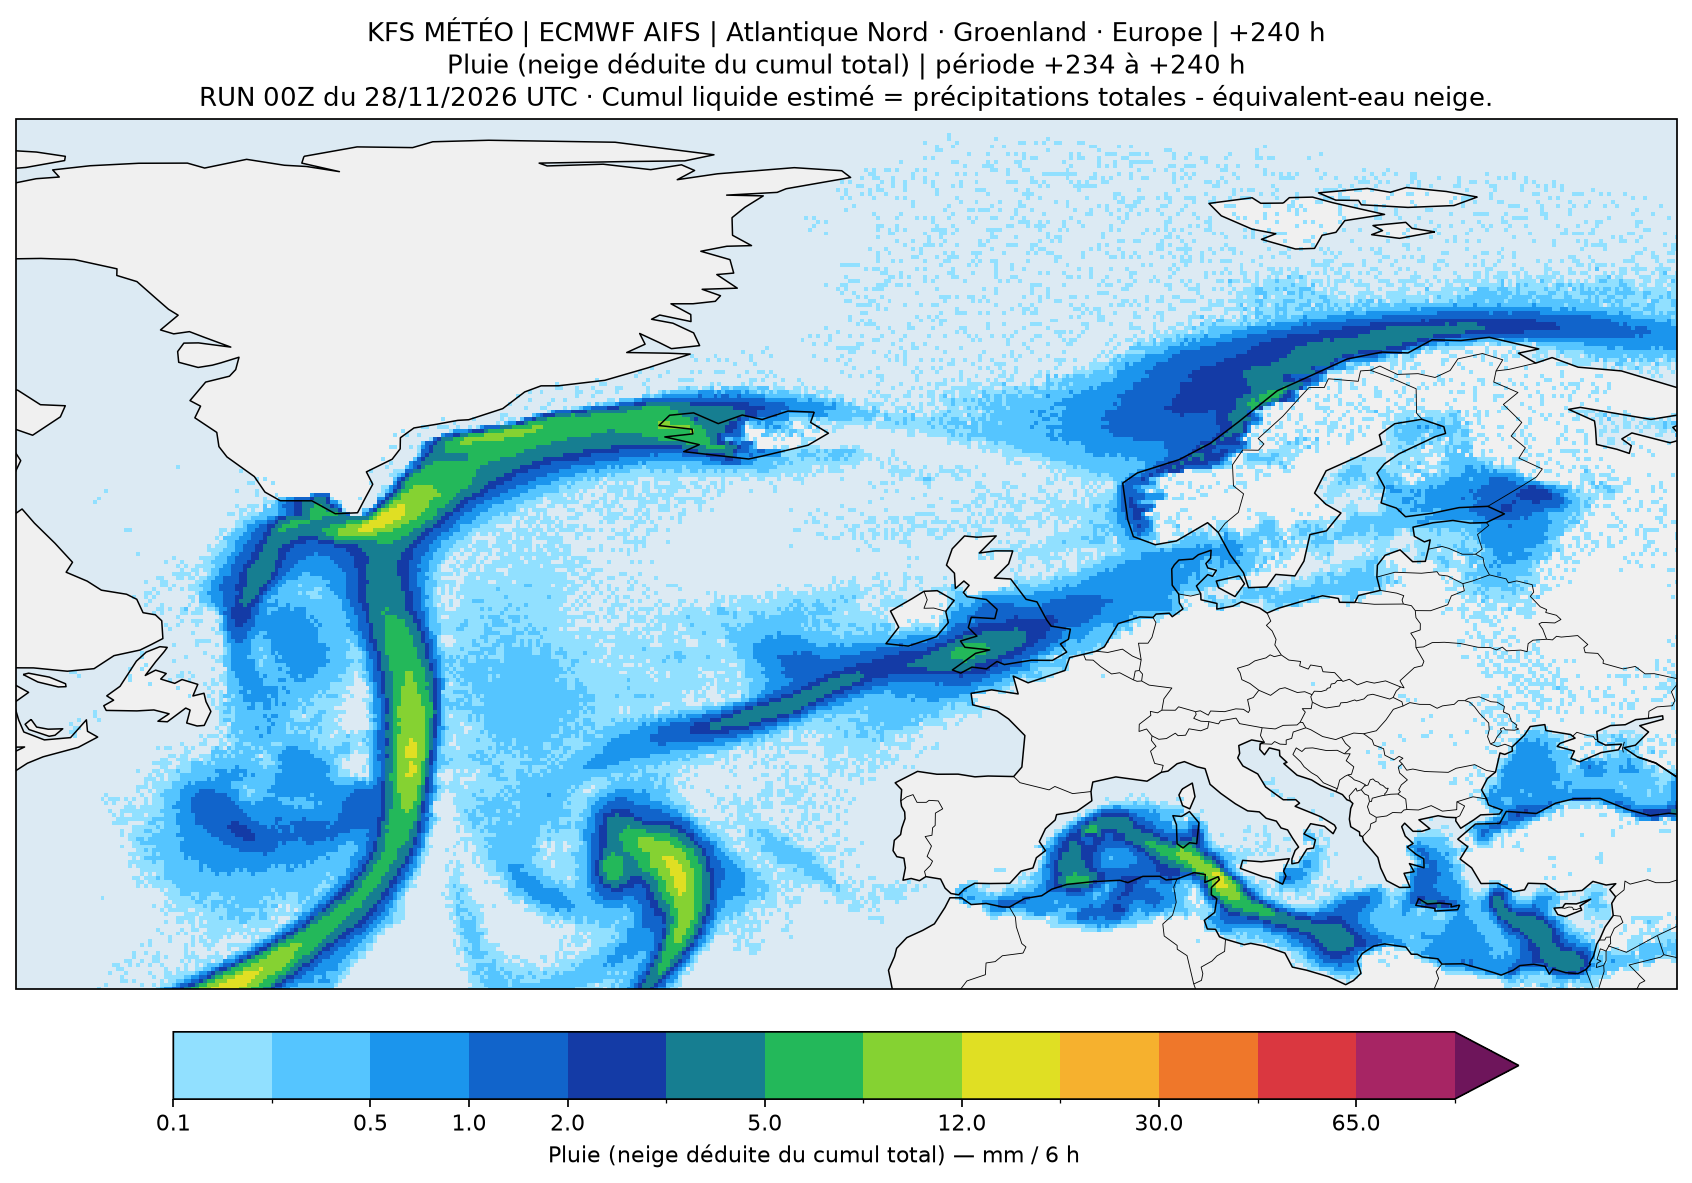 KFS MÉTÉO | ECMWF AIFS | Atlantique Nord · Groenland · Europe | +240 h
Pluie (neige déduite du cumul total) | période +234 à +240 h
RUN 00Z du 28/11/2026 UTC · Cumul liquide estimé = précipitations totales - équivalent-eau neige.
0.1 0.5 1.0 2.0 5.0 12.0 30.0 65.0
Pluie (neige déduite du cumul total) — mm / 6 h